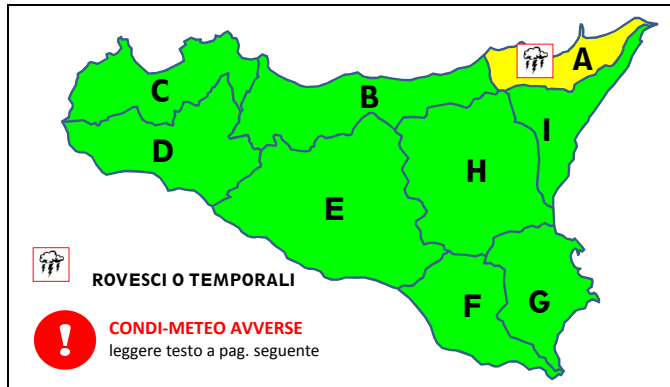 A
C
B
I
D
H
E
ROVESCI O TEMPORALI
F
G
!
CONDI-METEO AVVERSE
leggere testo a pag. seguente